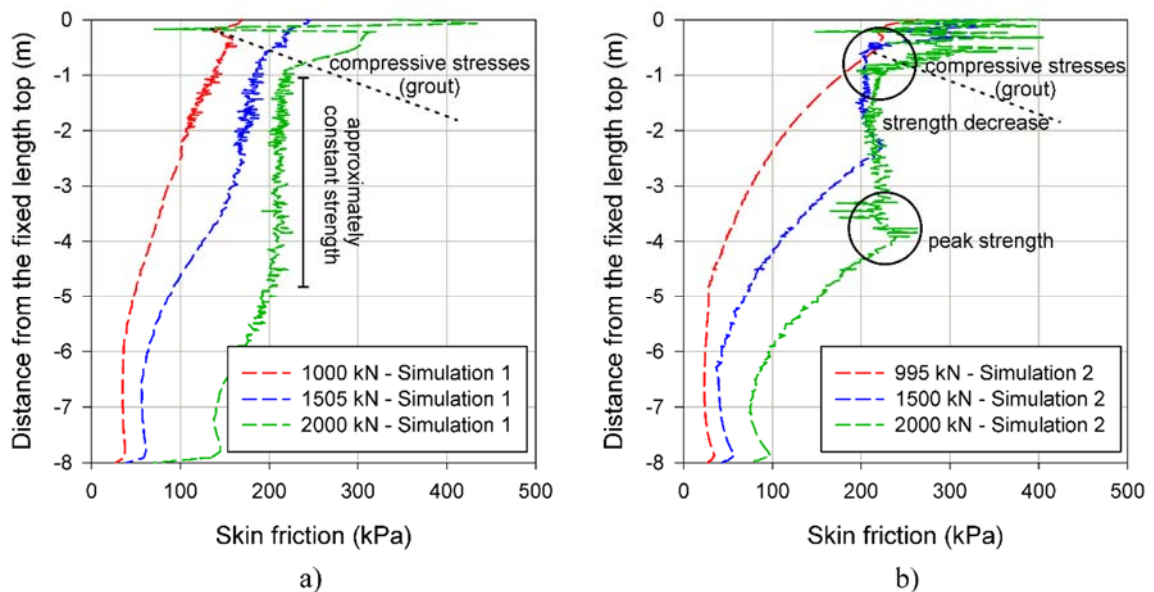 Distance from the fixed length top (m)
0
-1
-2
-3
-4
-5
-6
-7
-8
compressive stresses
(grout)
approximately
constant strength
1000 kN - Simulation 1
1505 kN - Simulation 1
2000 kN - Simulation 1
0 100 200 300 400 500
Skin friction (kPa)
a)
Distance from the fixed length top (m)
0
-1
-2
-3
-4
-5
-6
-7
-8
compressive stresses
(grout)
strength decrease
peak strength
995 kN - Simulation 2
1500 kN - Simulation 2
2000 kN - Simulation 2
0 100 200 300 400 500
Skin friction (kPa)
b)